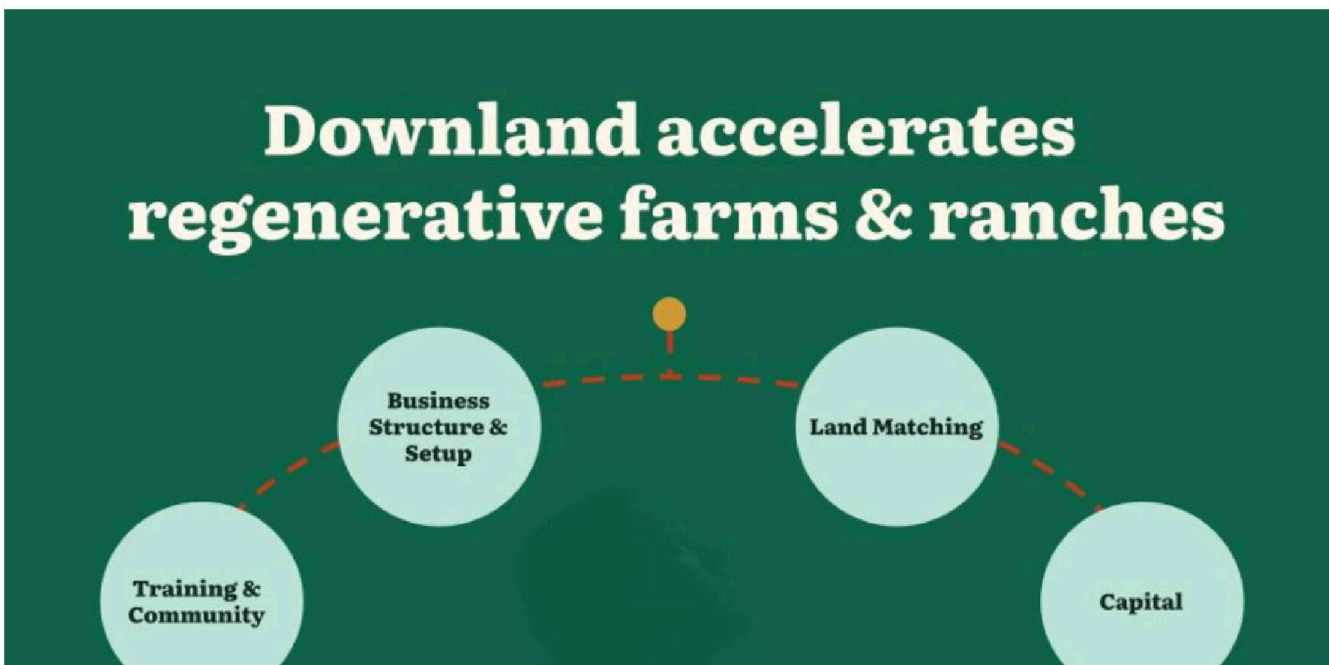 Downland accelerates
regenerative farms & ranches
Business
Structure &
Setup
Land Matching
Training &
Community
Capital